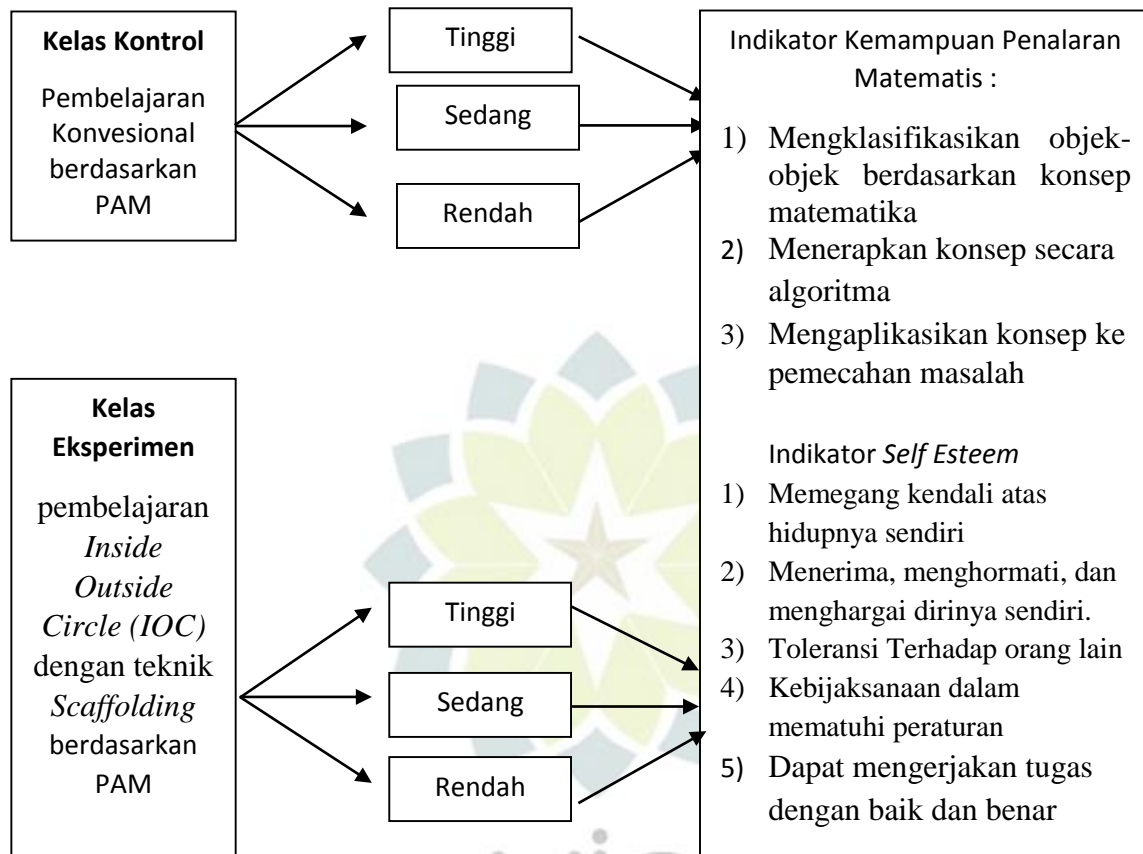 Kelas Kontrol
Pembelajaran
Konvesional
berdasarkan
PAM
Tinggi
Sedang
Rendah
Kelas
Eksperimen
pembelajaran
Inside
Outside
Circle (IOC)
dengan teknik
Scaffolding
berdasarkan
PAM
Tinggi
Sedang
Rendah
Indikator Kemampuan Penalaran
Matematis :
1) Mengklasifikasikan objek-
objek berdasarkan konsep
matematika
2) Menerapkan konsep secara
algoritma
3) Mengaplikasikan konsep ke
pemecahan masalah
Indikator Self Esteem
1) Memegang kendali atas
hidupnya sendiri
2) Menerima, menghormati, dan
menghargai dirinya sendiri.
3) Toleransi Terhadap orang lain
4) Kebijaksanaan dalam
mematuhi peraturan
5) Dapat mengerjakan tugas
dengan baik dan benar